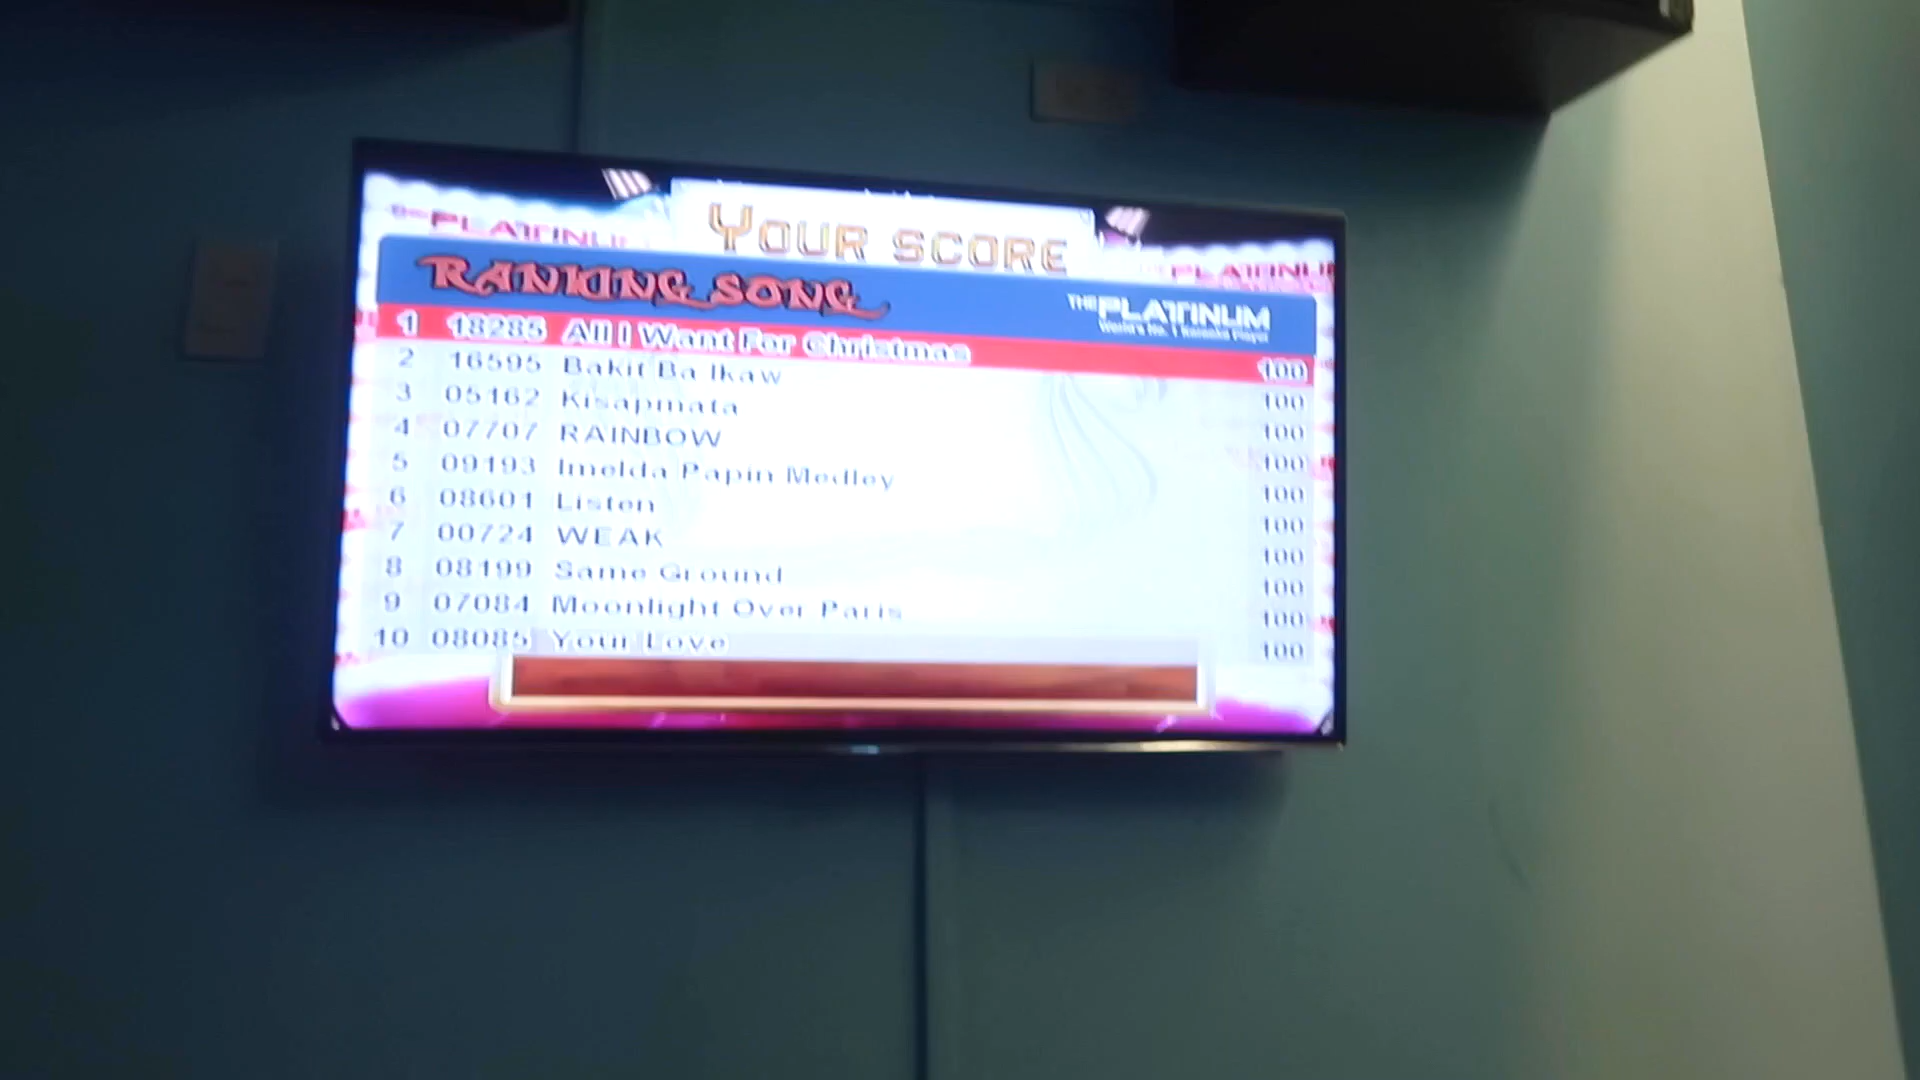 THE PLATINUM
YOUR SCORE
PLATINUM
RANKING SONG
THE PLATINUM
World's No. 1 Karaoke Player
1 18285 All I Want For Christmas 100
2 16595 Bakit Ba Ikaw 100
3 05162 Kisapmata 100
4 07707 RAINBOW 100
5 09193 Imelda Papin Medley 100
6 08601 Listen 100
7 00724 WEAK 100
8 08199 Same Ground 100
9 07084 Moonlight Over Paris 100
10 08085 Your Love 100